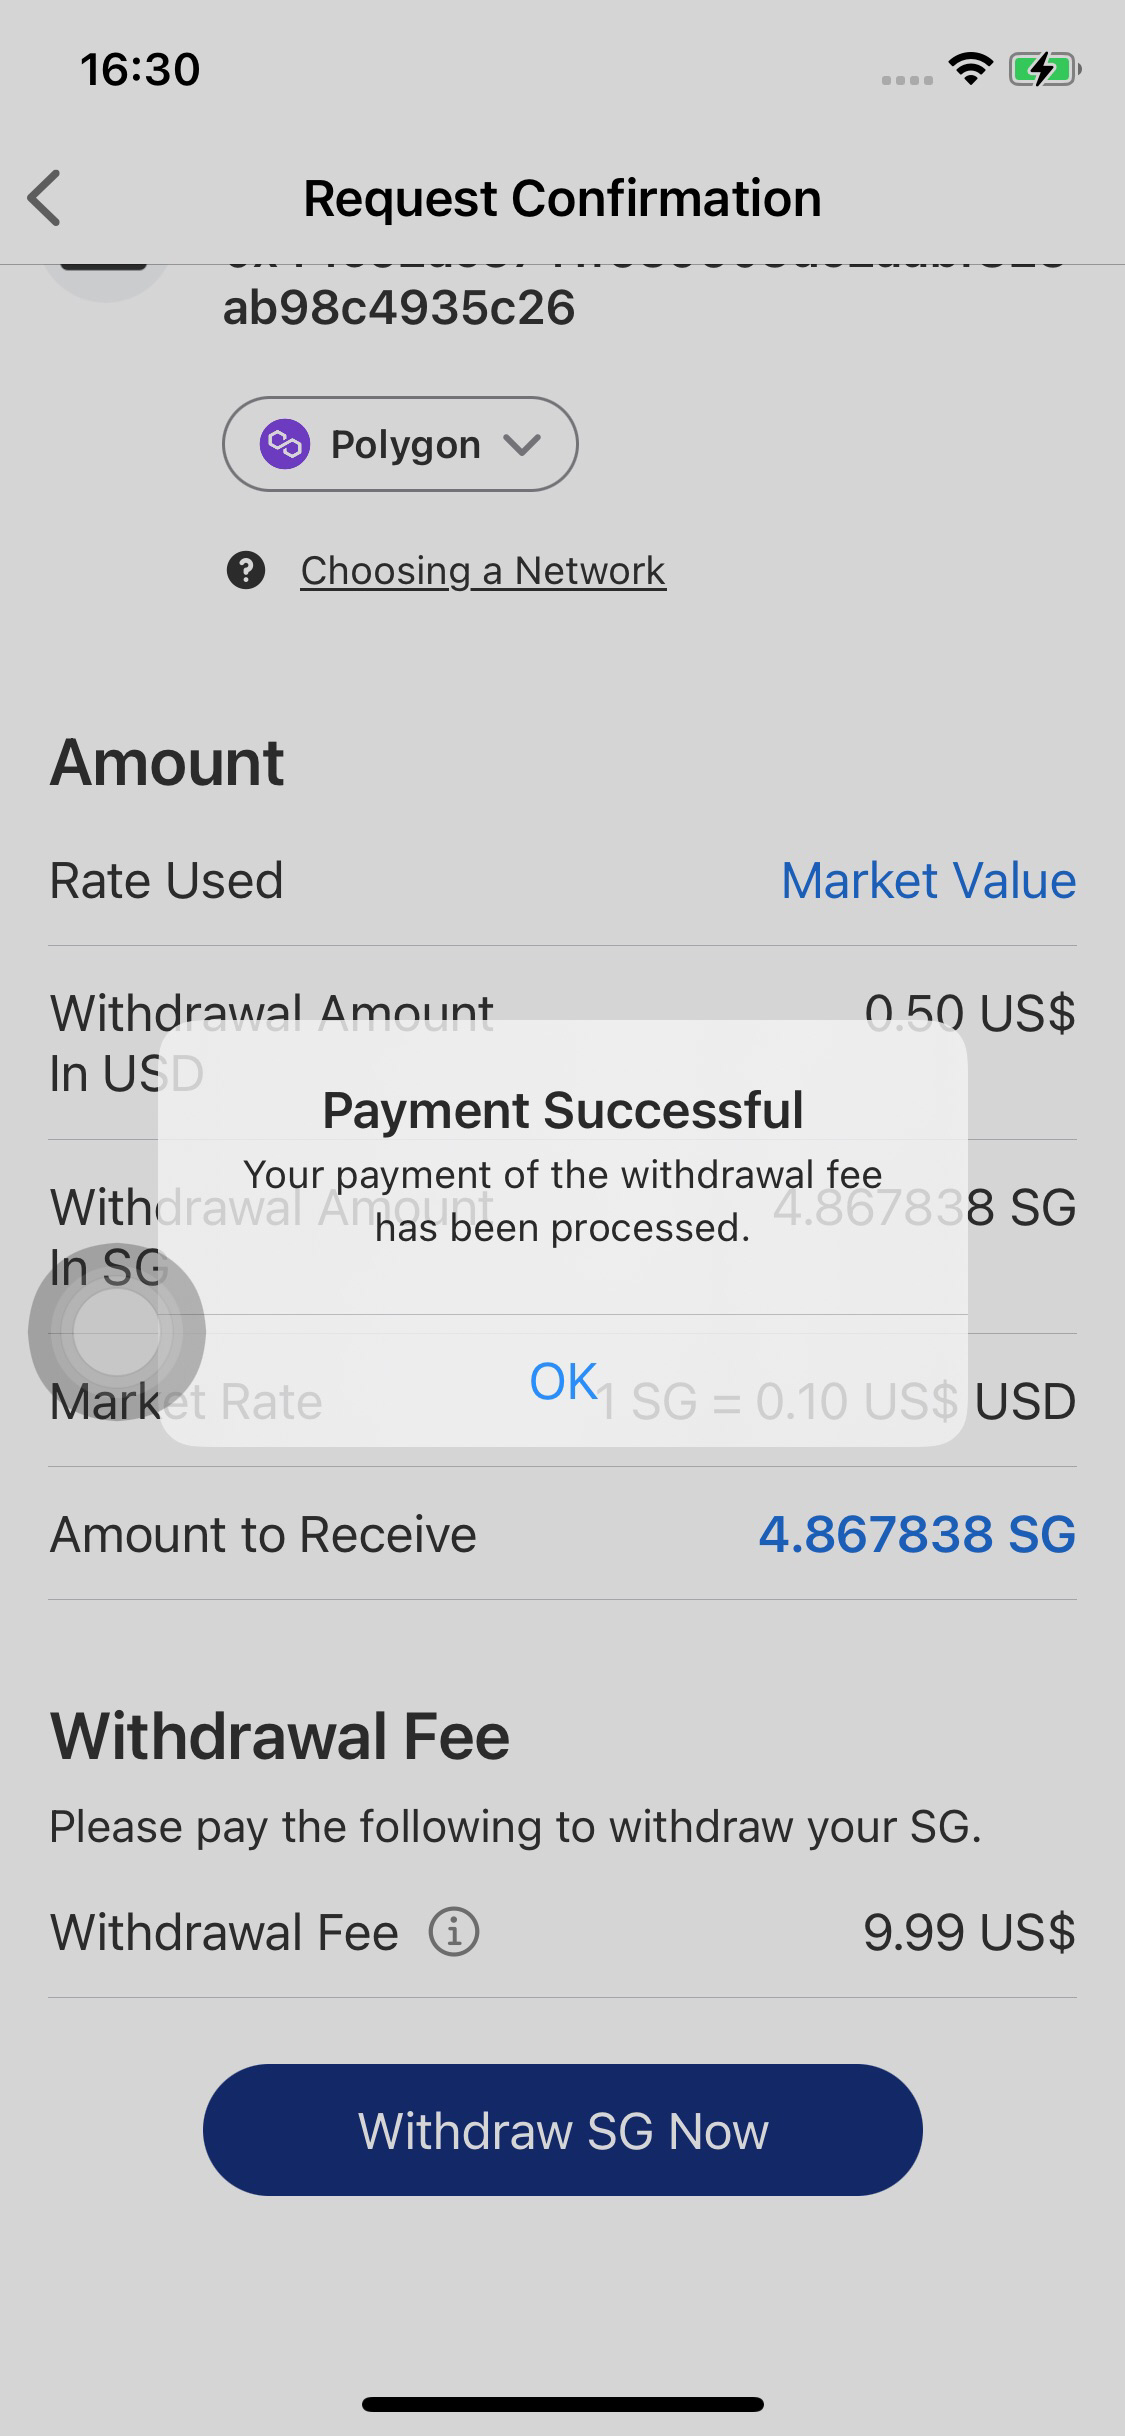 16:30
Request Confirmation
ab98c4935c26
Polygon
Choosing a Network
Amount
Rate Used Market Value
Withdrawal Amount 0.50 US$
In USD
Payment Successful
Your payment of the withdrawal fee
has been processed.
Withdrawal Amount 4.867838 SG
In SG
OK
Market Rate 1 SG = 0.10 US$ USD
Amount to Receive 4.867838 SG
Withdrawal Fee
Please pay the following to withdraw your SG.
Withdrawal Fee 9.99 US$
Withdraw SG Now